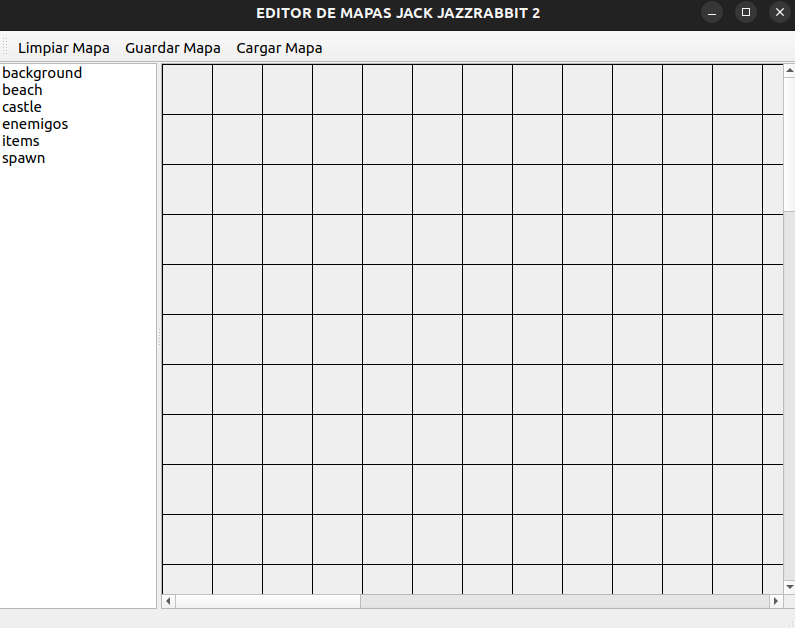 EDITOR DE MAPAS JACK JAZZRABBIT 2
Limpiar Mapa Guardar Mapa Cargar Mapa
background
beach
castle
enemigos
items
spawn